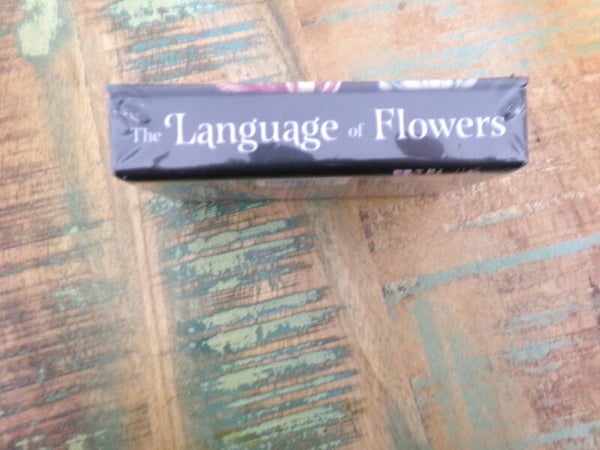 The Language of Flowers